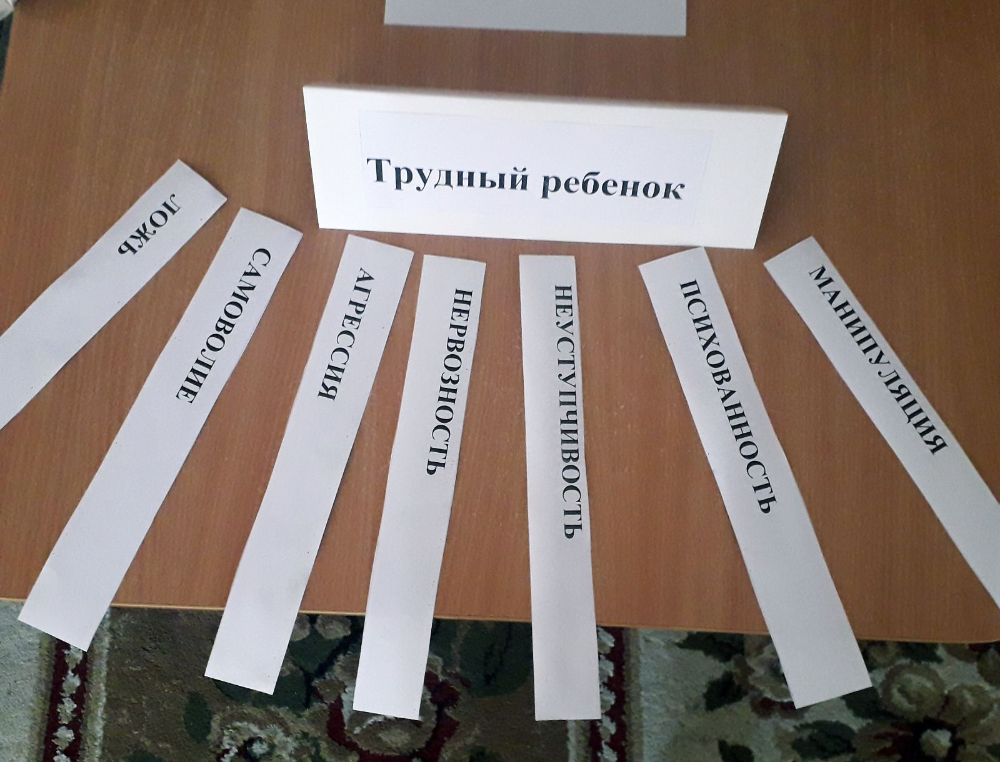 Трудный ребенок
ЛОЖЬ
САМОВОЛИЕ
АГРЕССИЯ
НЕРВОЗНОСТЬ
НЕУСТУПЧИВОСТЬ
ПСИХОВАННОСТЬ
МАНИПУЛЯЦИЯ